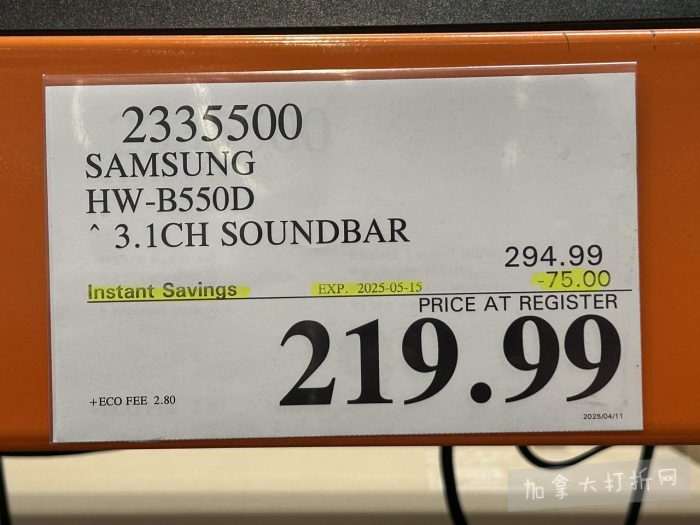 2335500
SAMSUNG
HW-B550D
^ 3.1CH SOUNDBAR
294.99
Instant Savings EXP. 2025-05-15 -75.00
PRICE AT REGISTER
219.99
+ECO FEE 2.80
2025/04/11
加拿大打折网